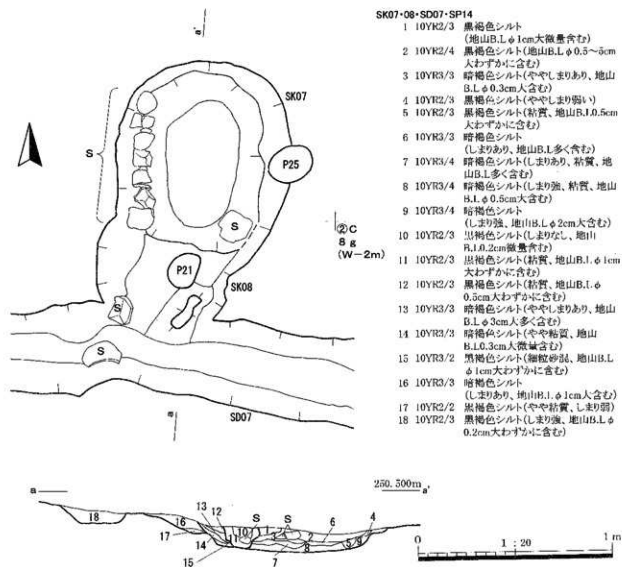 SK07・08・SD07・SP14
1 10YR2/3 黒褐色シルト
(地山B.Lφ1cm大微量含む)
2 10YR2/4 黒褐色シルト(地山B.Lφ0.5〜5cm
大わずかに含む)
3 10YR3/3 暗褐色シルト(ややしまりあり、地山
B.Lφ0.3cm大含む)
4 10YR2/3 黒褐色シルト(ややしまり弱い)
5 10YR2/3 黒褐色シルト(粘質、地山B.L0.5cm
大わずかに含む)
6 10YR3/3 暗褐色シルト
(しまりあり、地山B.L多く含む)
7 10YR3/4 暗褐色シルト(しまりあり、粘質、地
山B.L多く含む)
8 10YR3/4 暗褐色シルト(しまり強、粘質、地山
B.Lφ0.5cm大含む)
9 10YR3/4 暗褐色シルト
(しまり強、地山B.Lφ2cm大含む)
10 10YR2/3 黒褐色シルト(しまりなし、地山
B.L0.2cm微量含む)
11 10YR2/3 黒褐色シルト(粘質、地山B.Lφ1cm
大わずかに含む)
12 10YR2/3 黒褐色シルト(粘質、地山B.Lφ
0.5cm大わずかに含む)
13 10YR3/3 暗褐色シルト(ややしまりあり、地山
B.Lφ3cm大多く含む)
14 10YR3/3 暗褐色シルト(やや粘質、地山
B.L0.3cm大微量含む)
15 10YR3/2 黒褐色シルト(細粒砂混、地山B.L
φ1cm大わずかに含む)
16 10YR3/3 暗褐色シルト
(しまりあり、地山B.Lφ1cm大含む)
17 10YR2/2 黒褐色シルト(やや粘質、しまり弱)
18 10YR2/3 黒褐色シルト(しまり強、地山B.Lφ
0.2cm大わずかに含む)
a'
SK07
S
P25
S
②C
8 g
(W-2m)
P21
SK08
S
S
SD07
a
a
250.300m
a'
13 12 S S 4
16 10 1 6
18 11 3 2
17 14 8 5 9
15 7
0 1:20 1m